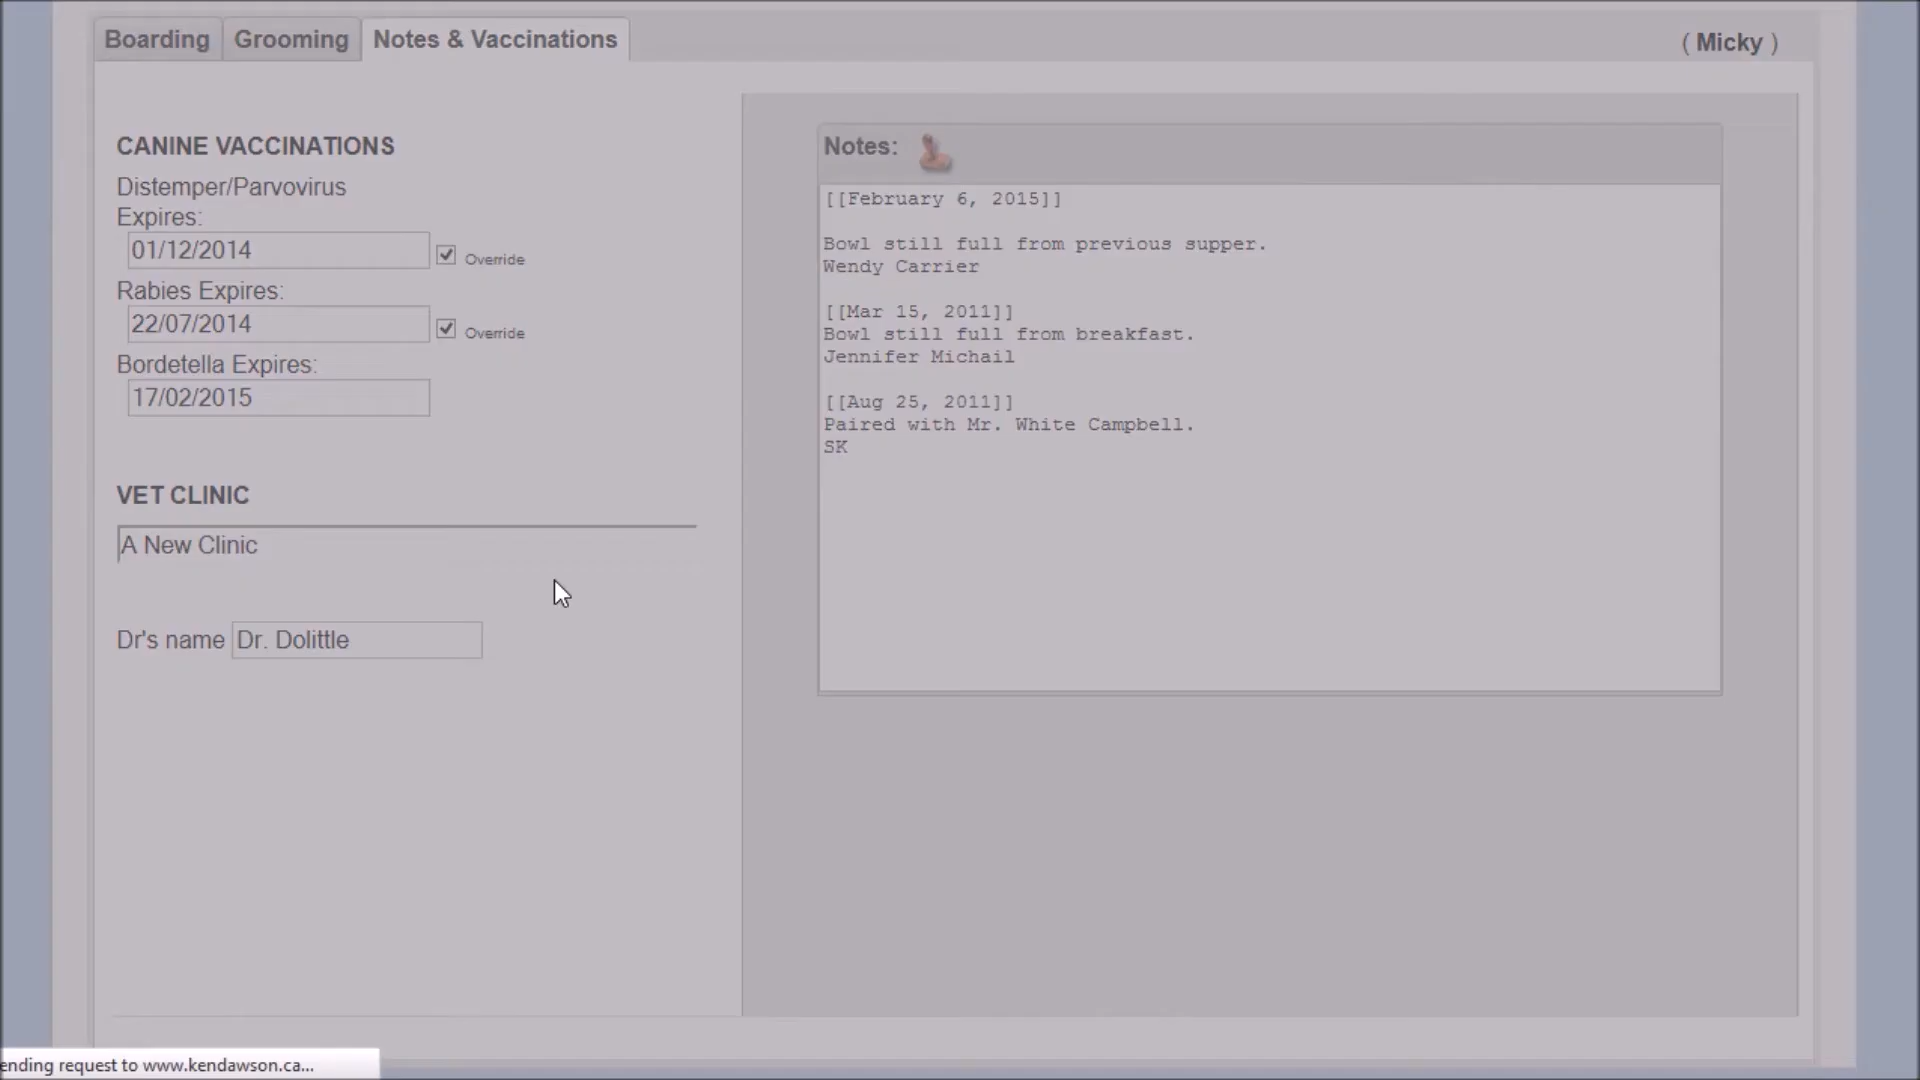 Boarding
Grooming
Notes & Vaccinations
( Micky )
CANINE VACCINATIONS
Distemper/Parvovirus
Expires:
01/12/2014
Override
Rabies Expires:
22/07/2014
Override
Bordetella Expires:
17/02/2015
VET CLINIC
A New Clinic
Dr's name Dr. Dolittle
Notes:
[[February 6, 2015]]
Bowl still full from previous supper.
Wendy Carrier
[[Mar 15, 2011]]
Bowl still full from breakfast.
Jennifer Michail
[[Aug 25, 2011]]
Paired with Mr. White Campbell.
SK
ending request to www.kendawson.ca...